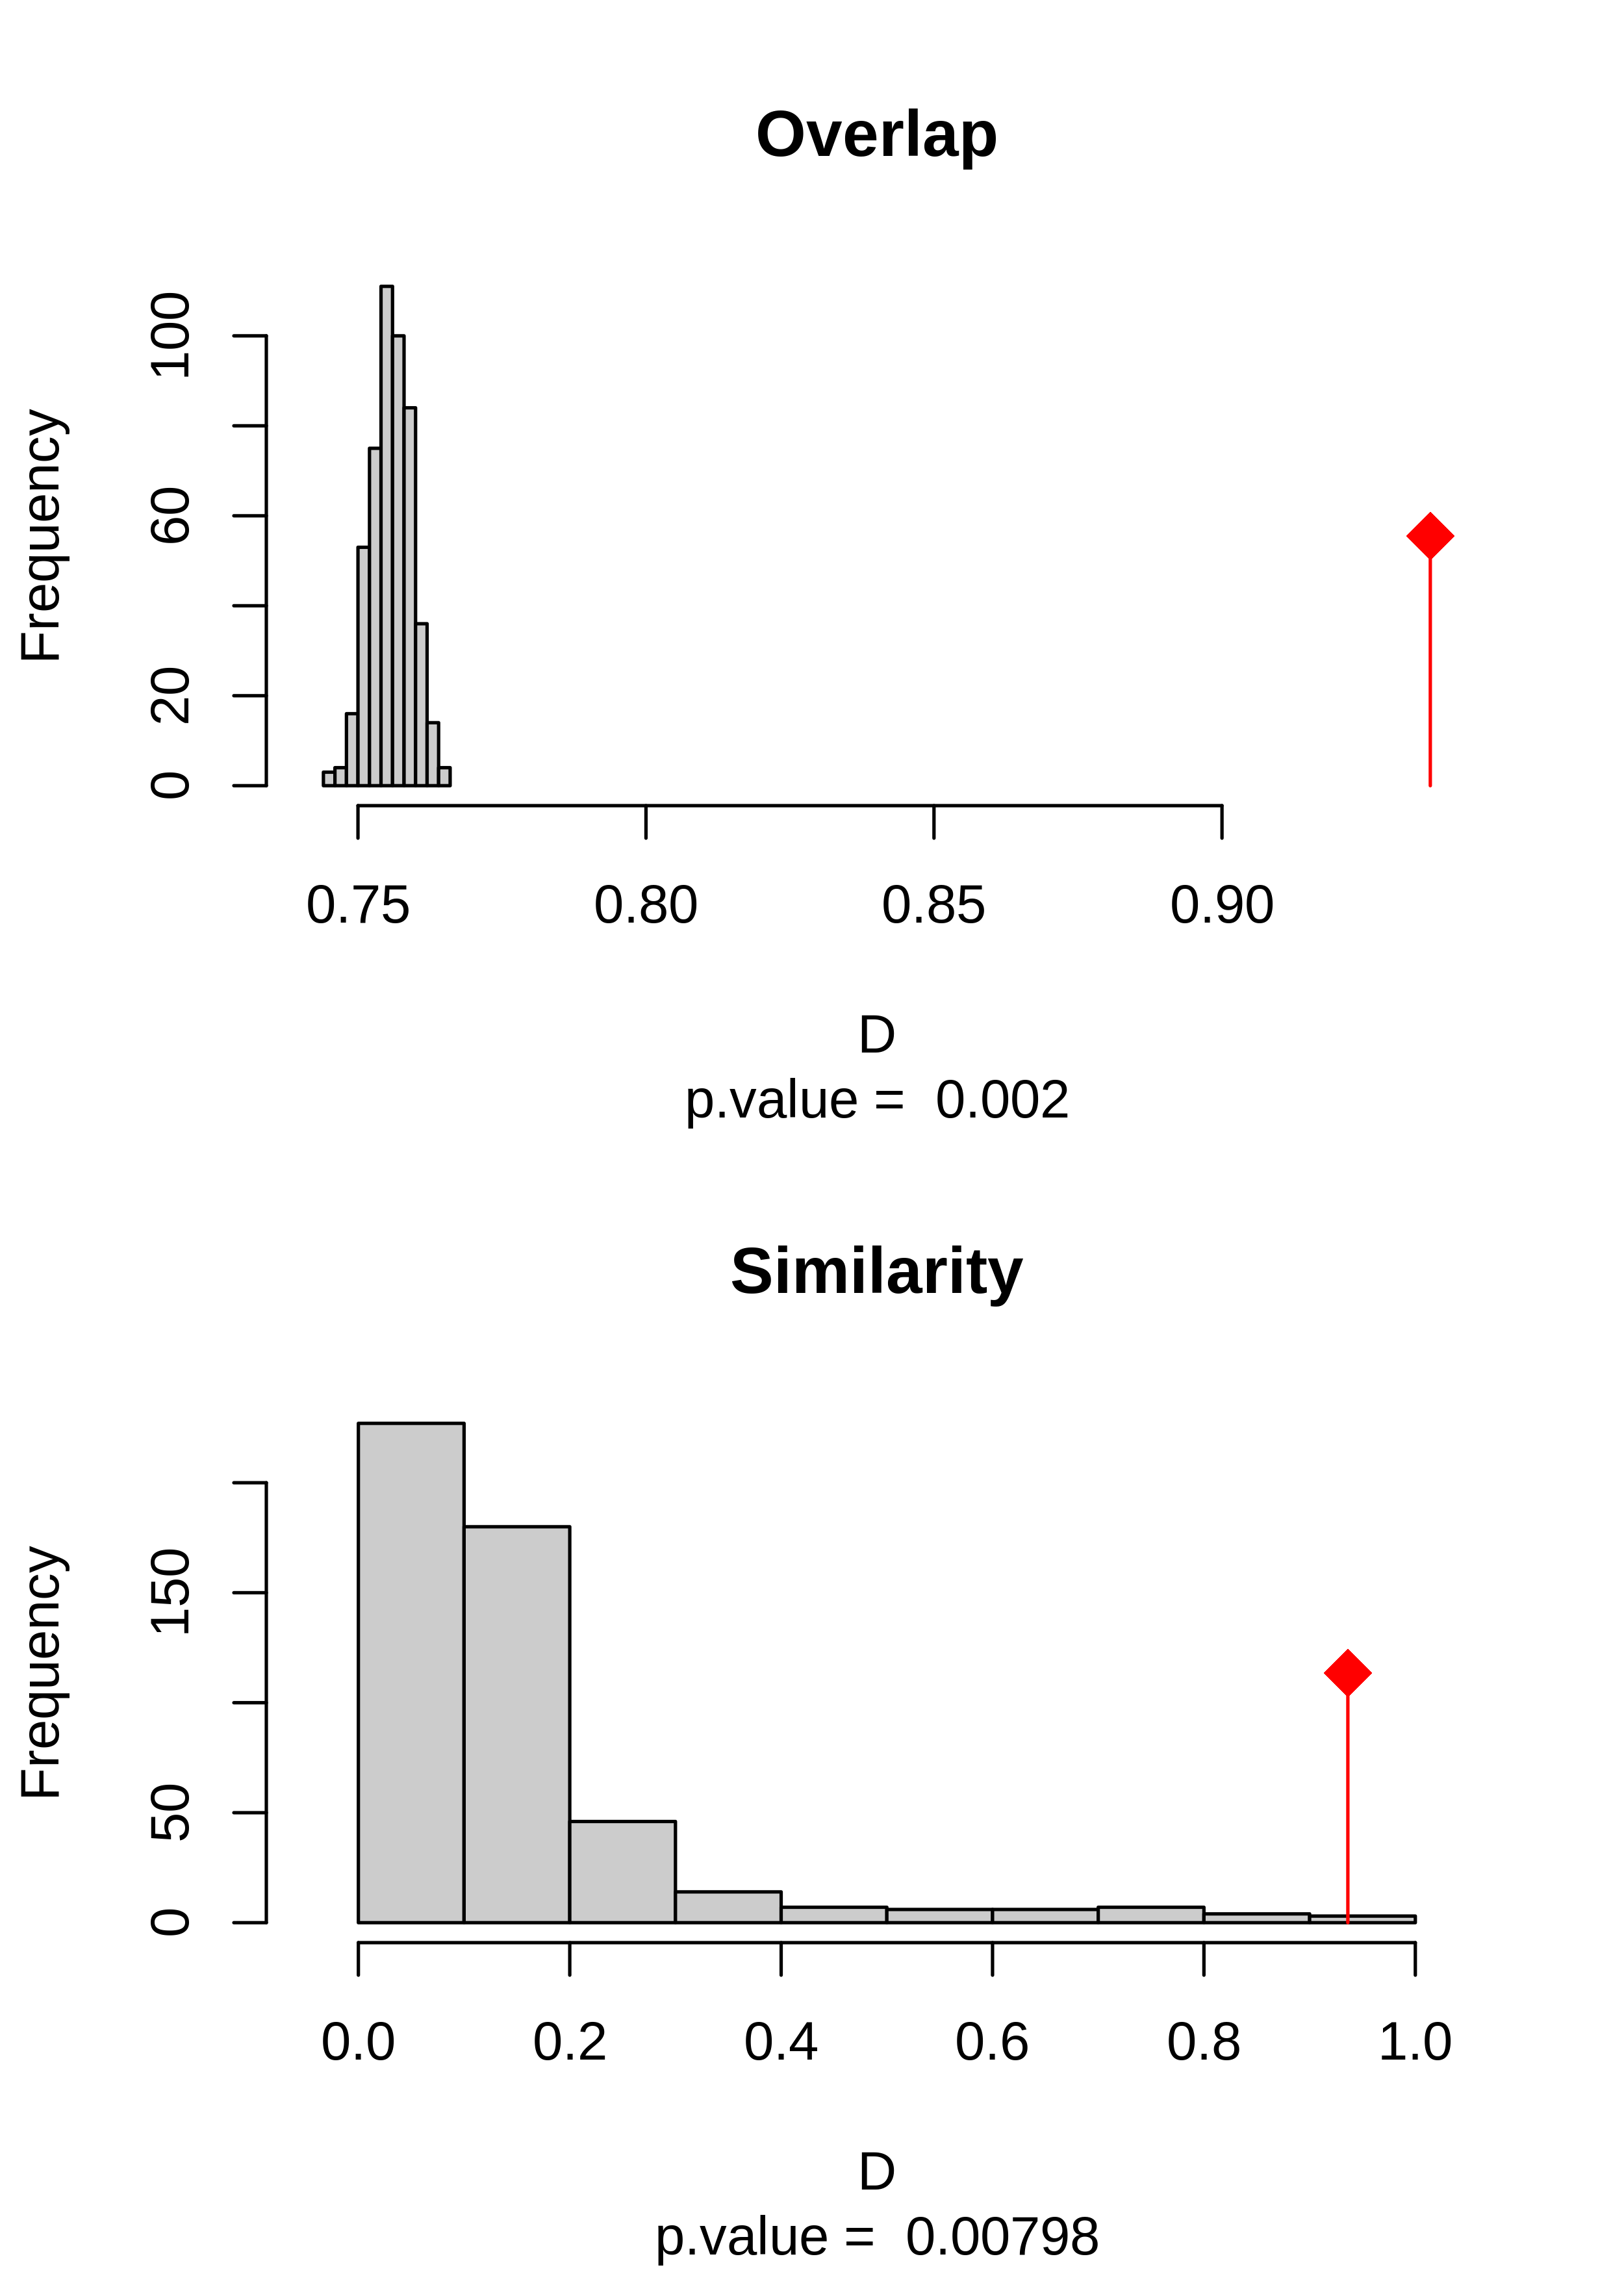 Overlap
Frequency
100
60
20
0
0.75 0.80 0.85 0.90
D
p.value =  0.002
Similarity
Frequency
150
50
0
0.0 0.2 0.4 0.6 0.8 1.0
D
p.value =  0.00798